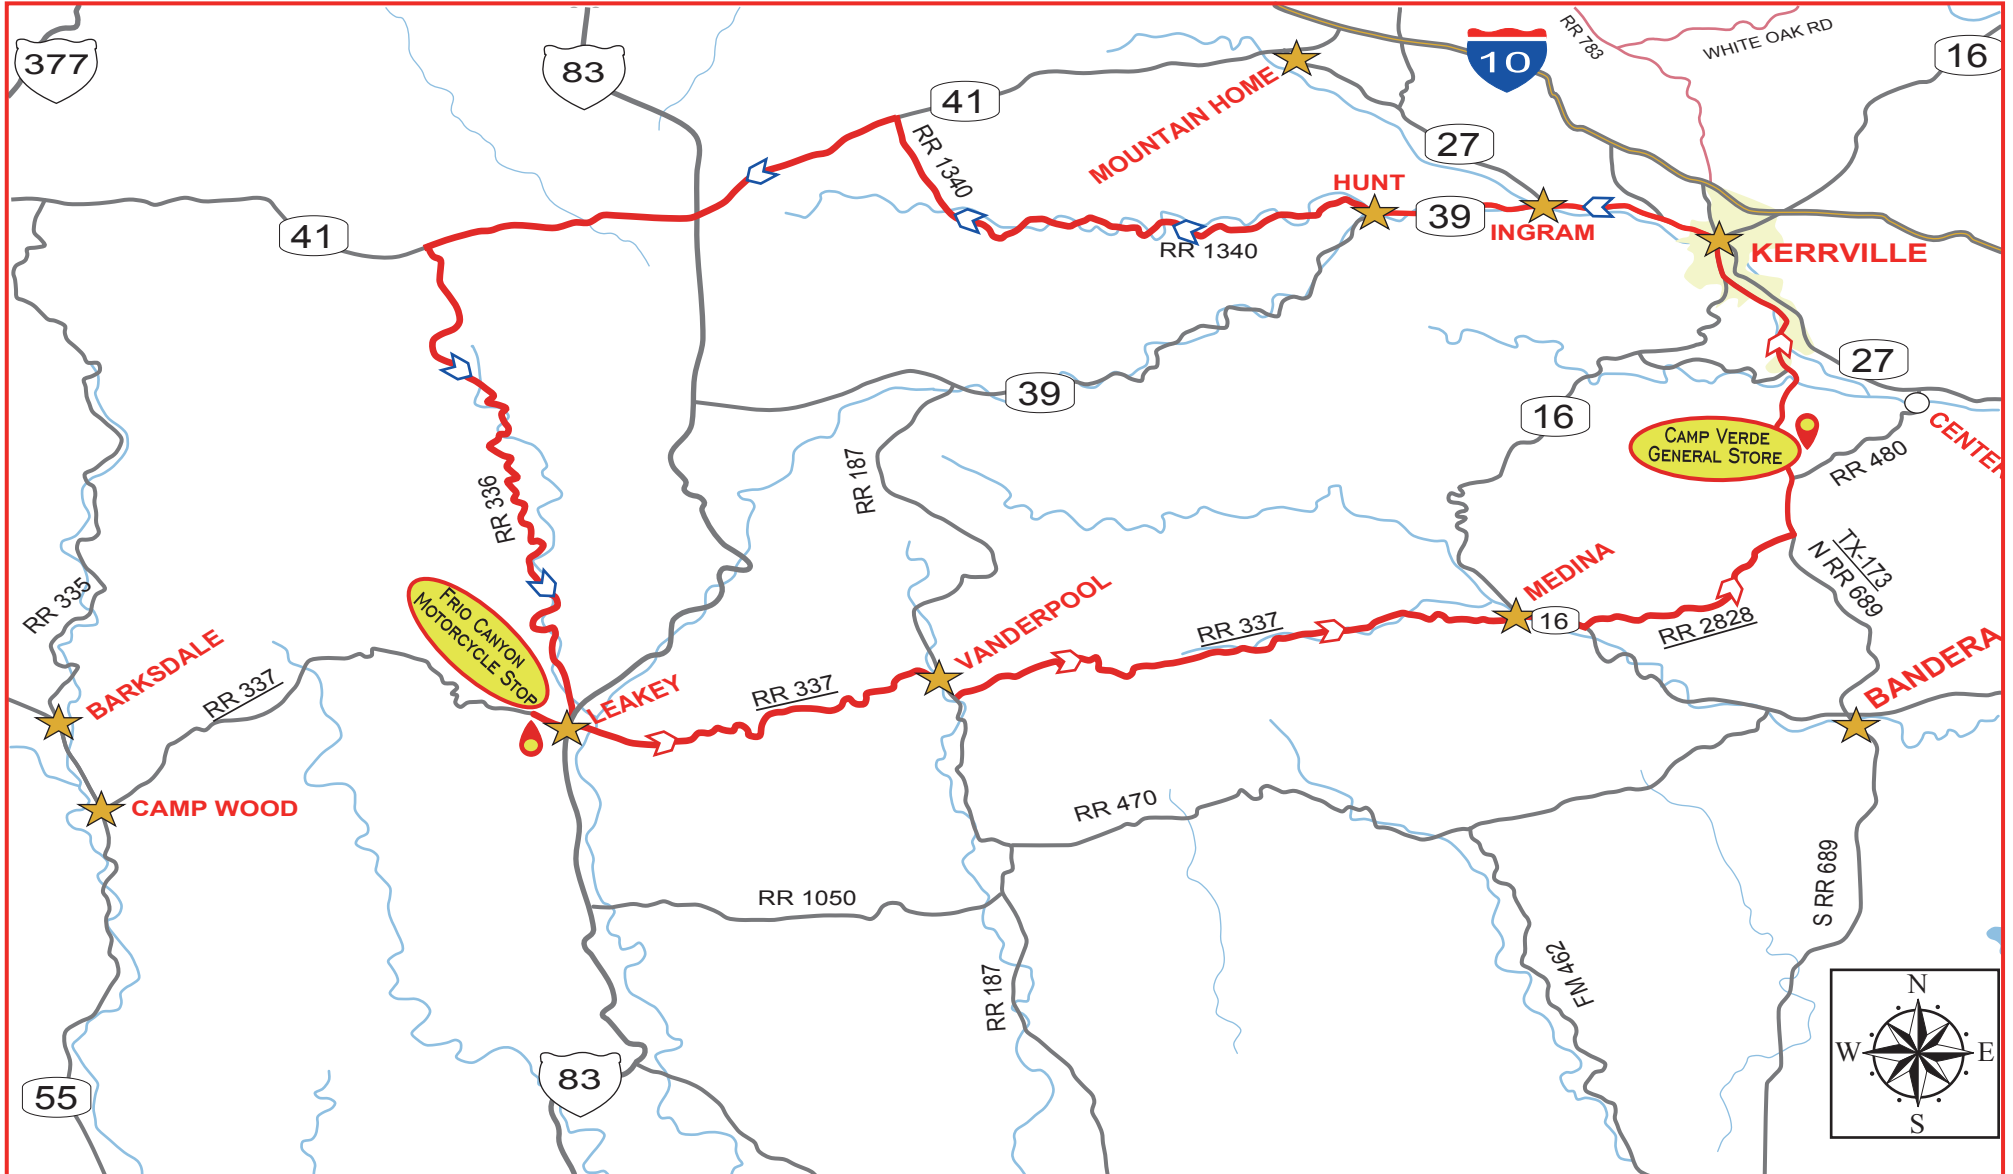 377
83
41
MOUNTAIN HOME
10
RR 783
WHITE OAK RD
16
27
RR 1340
HUNT
39
INGRAM
RR 1340
KERRVILLE
41
39
16
27
CAMP VERDE
GENERAL STORE
RR 480
CENTER
RR 187
RR 336
TX-173
N RR 689
MEDINA
16
RR 2828
RR 337
VANDERPOOL
RR 335
FRIO CANYON
MOTORCYCLE STOP
BARKSDALE
RR 337
LEAKEY
RR 337
BANDERA
CAMP WOOD
RR 470
RR 1050
S RR 689
RR 187
FM 462
83
55
N
W
E
S